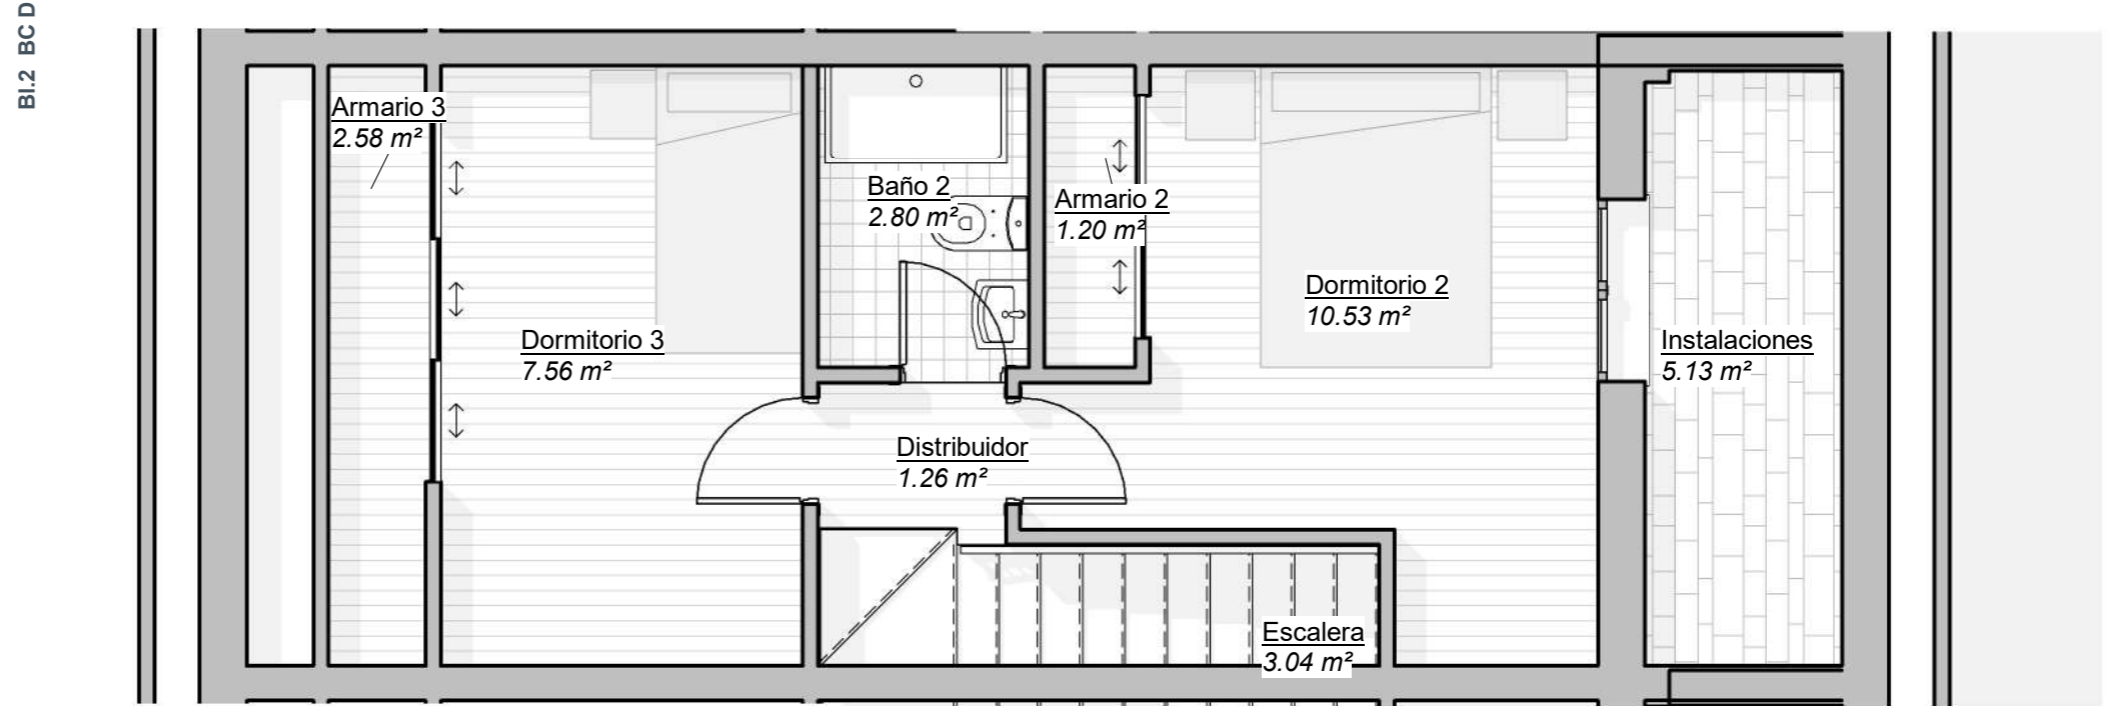 BI.2 BC D
Armario 3
2.58 m²
Baño 2
2.80 m²
Armario 2
1.20 m²
Dormitorio 2
10.53 m²
Dormitorio 3
7.56 m²
Instalaciones
5.13 m²
Distribuidor
1.26 m²
Escalera
3.04 m²